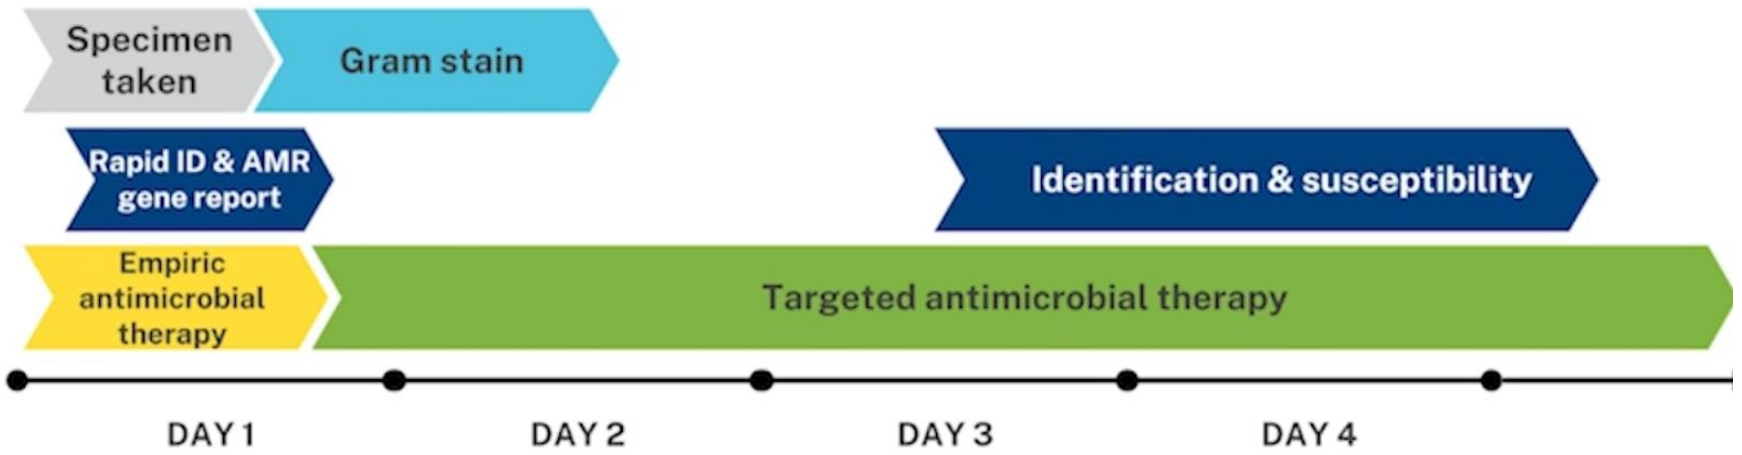 Specimen
taken
Gram stain
Rapid ID & AMR
gene report
Identification & susceptibility
Empiric
antimicrobial
therapy
Targeted antimicrobial therapy
DAY 1
DAY 2
DAY 3
DAY 4